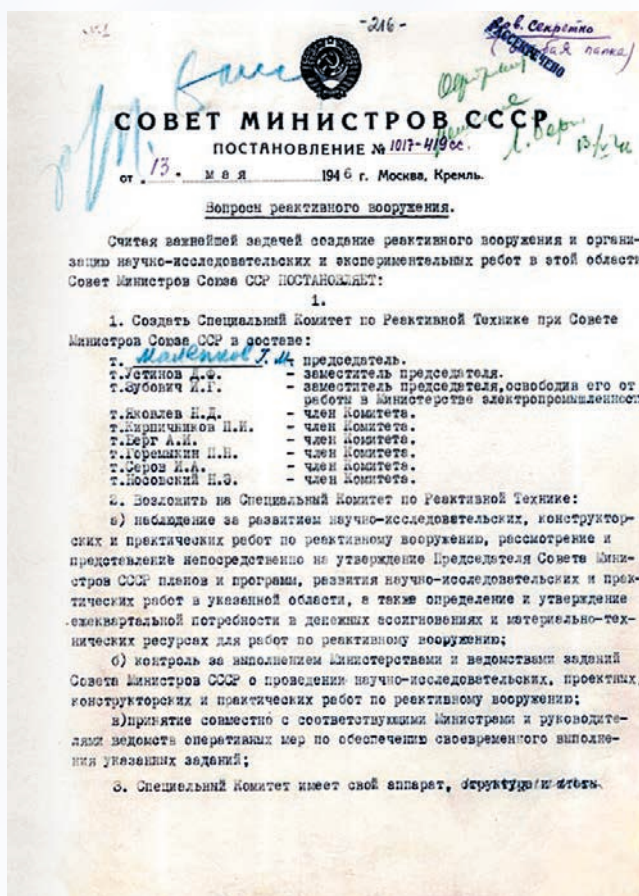 -216-
Сов. Секретно
(Особая папка)
РАССЕКРЕЧЕНО
СОВЕТ МИНИСТРОВ СССР
ПОСТАНОВЛЕНИЕ № 1017-419сс.
от „13" мая 1946 г. Москва, Кремль.
Вопросы реактивного вооружения.
Считая важнейшей задачей создание реактивного вооружения и органи-
зацию научно-исследовательских и экспериментальных работ в этой области
Совет Министров Союза ССР ПОСТАНОВЛЯЕТ:
1.
1. Создать Специальный Комитет по Реактивной Технике при Совете
Министров Союза ССР в составе:
т. Маленков Г.М. - председатель.
т.Устинов Д.Ф. - заместитель председателя.
т.Зубович И.Г. - заместитель председателя,освободив его от
работы в Министерстве электропромышленност
т.Яковлев Н.Д. - член Комитета.
т.Кирпичников П.И. - член Комитета.
т.Берг А.И. - член Комитета.
т.Горемыкин П.Н. - член Комитета.
т.Серов И.А. - член Комитета.
т.Носовский Н.Э. - член Комитета.
2. Возложить на Специальный Комитет по Реактивной Технике:
а) наблюдение за развитием научно-исследовательских, конструктор-
ских и практических работ по реактивному вооружению, рассмотрение и
представление непосредственно на утверждение Председателя Совета Мини-
стров СССР планов и программ, развития научно-исследовательских и прак-
тических работ в указанной области, а также определение и утверждение
ежеквартальной потребности в денежных ассигнованиях и материально-тех-
нических ресурсах для работ по реактивному вооружению;
б) контроль за выполнением Министерствами и ведомствами заданий
Совета Министров СССР о проведении научно-исследовательских, проектных,
конструкторских и практических работ по реактивному вооружению;
в)принятие совместно с соответствующими Министрами и руководите-
лями ведомств оперативных мер по обеспечению своевременного выполне-
ния указанных заданий;
3. Специальный Комитет имеет свой аппарат, структура и штаты